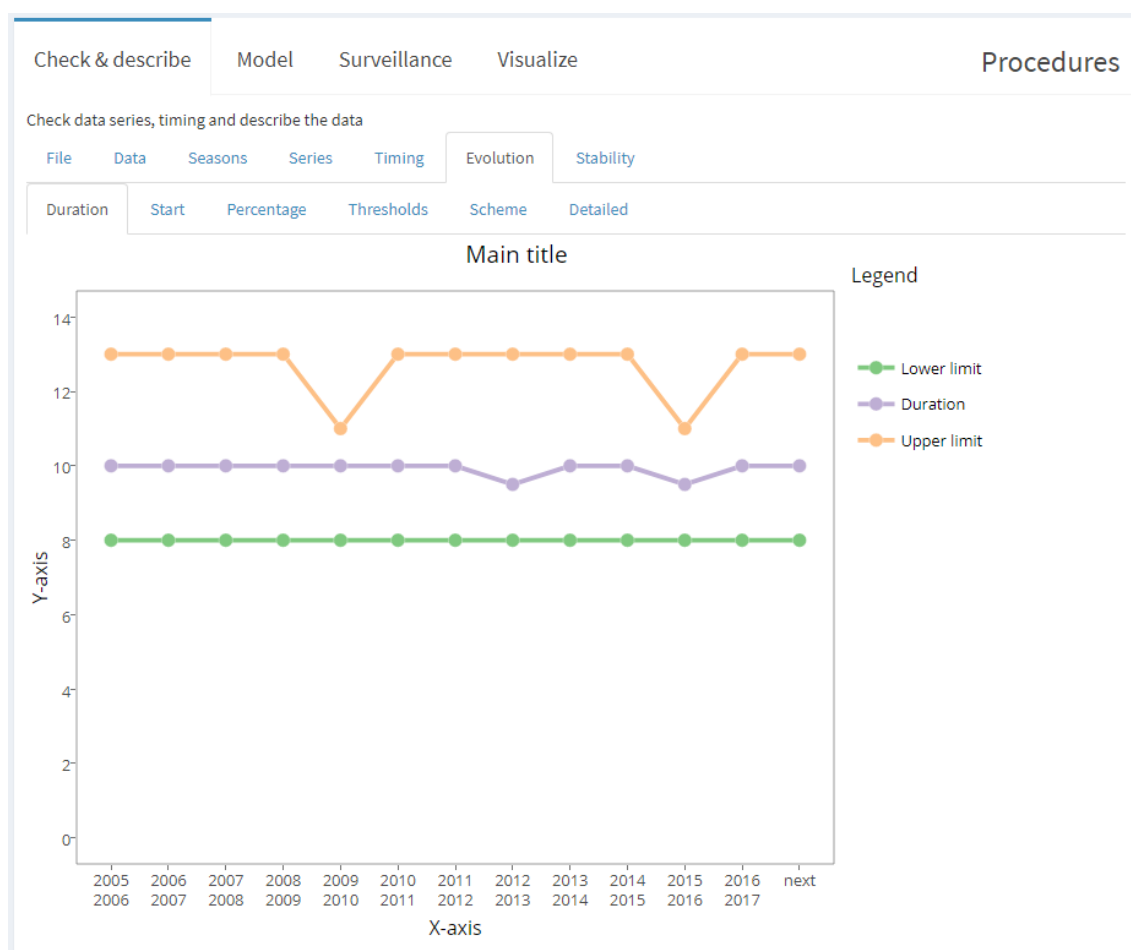 Check & describe Model Surveillance Visualize Procedures
Check data series, timing and describe the data
File Data Seasons Series Timing Evolution Stability
Duration Start Percentage Thresholds Scheme Detailed
Main title
Legend
Lower limit
Duration
Upper limit
Y-axis
14
12
10
8
6
4
2
0
2005 2006 2007 2008 2009 2010 2011 2012 2013 2014 2015 2016 next
2006 2007 2008 2009 2010 2011 2012 2013 2014 2015 2016 2017
X-axis